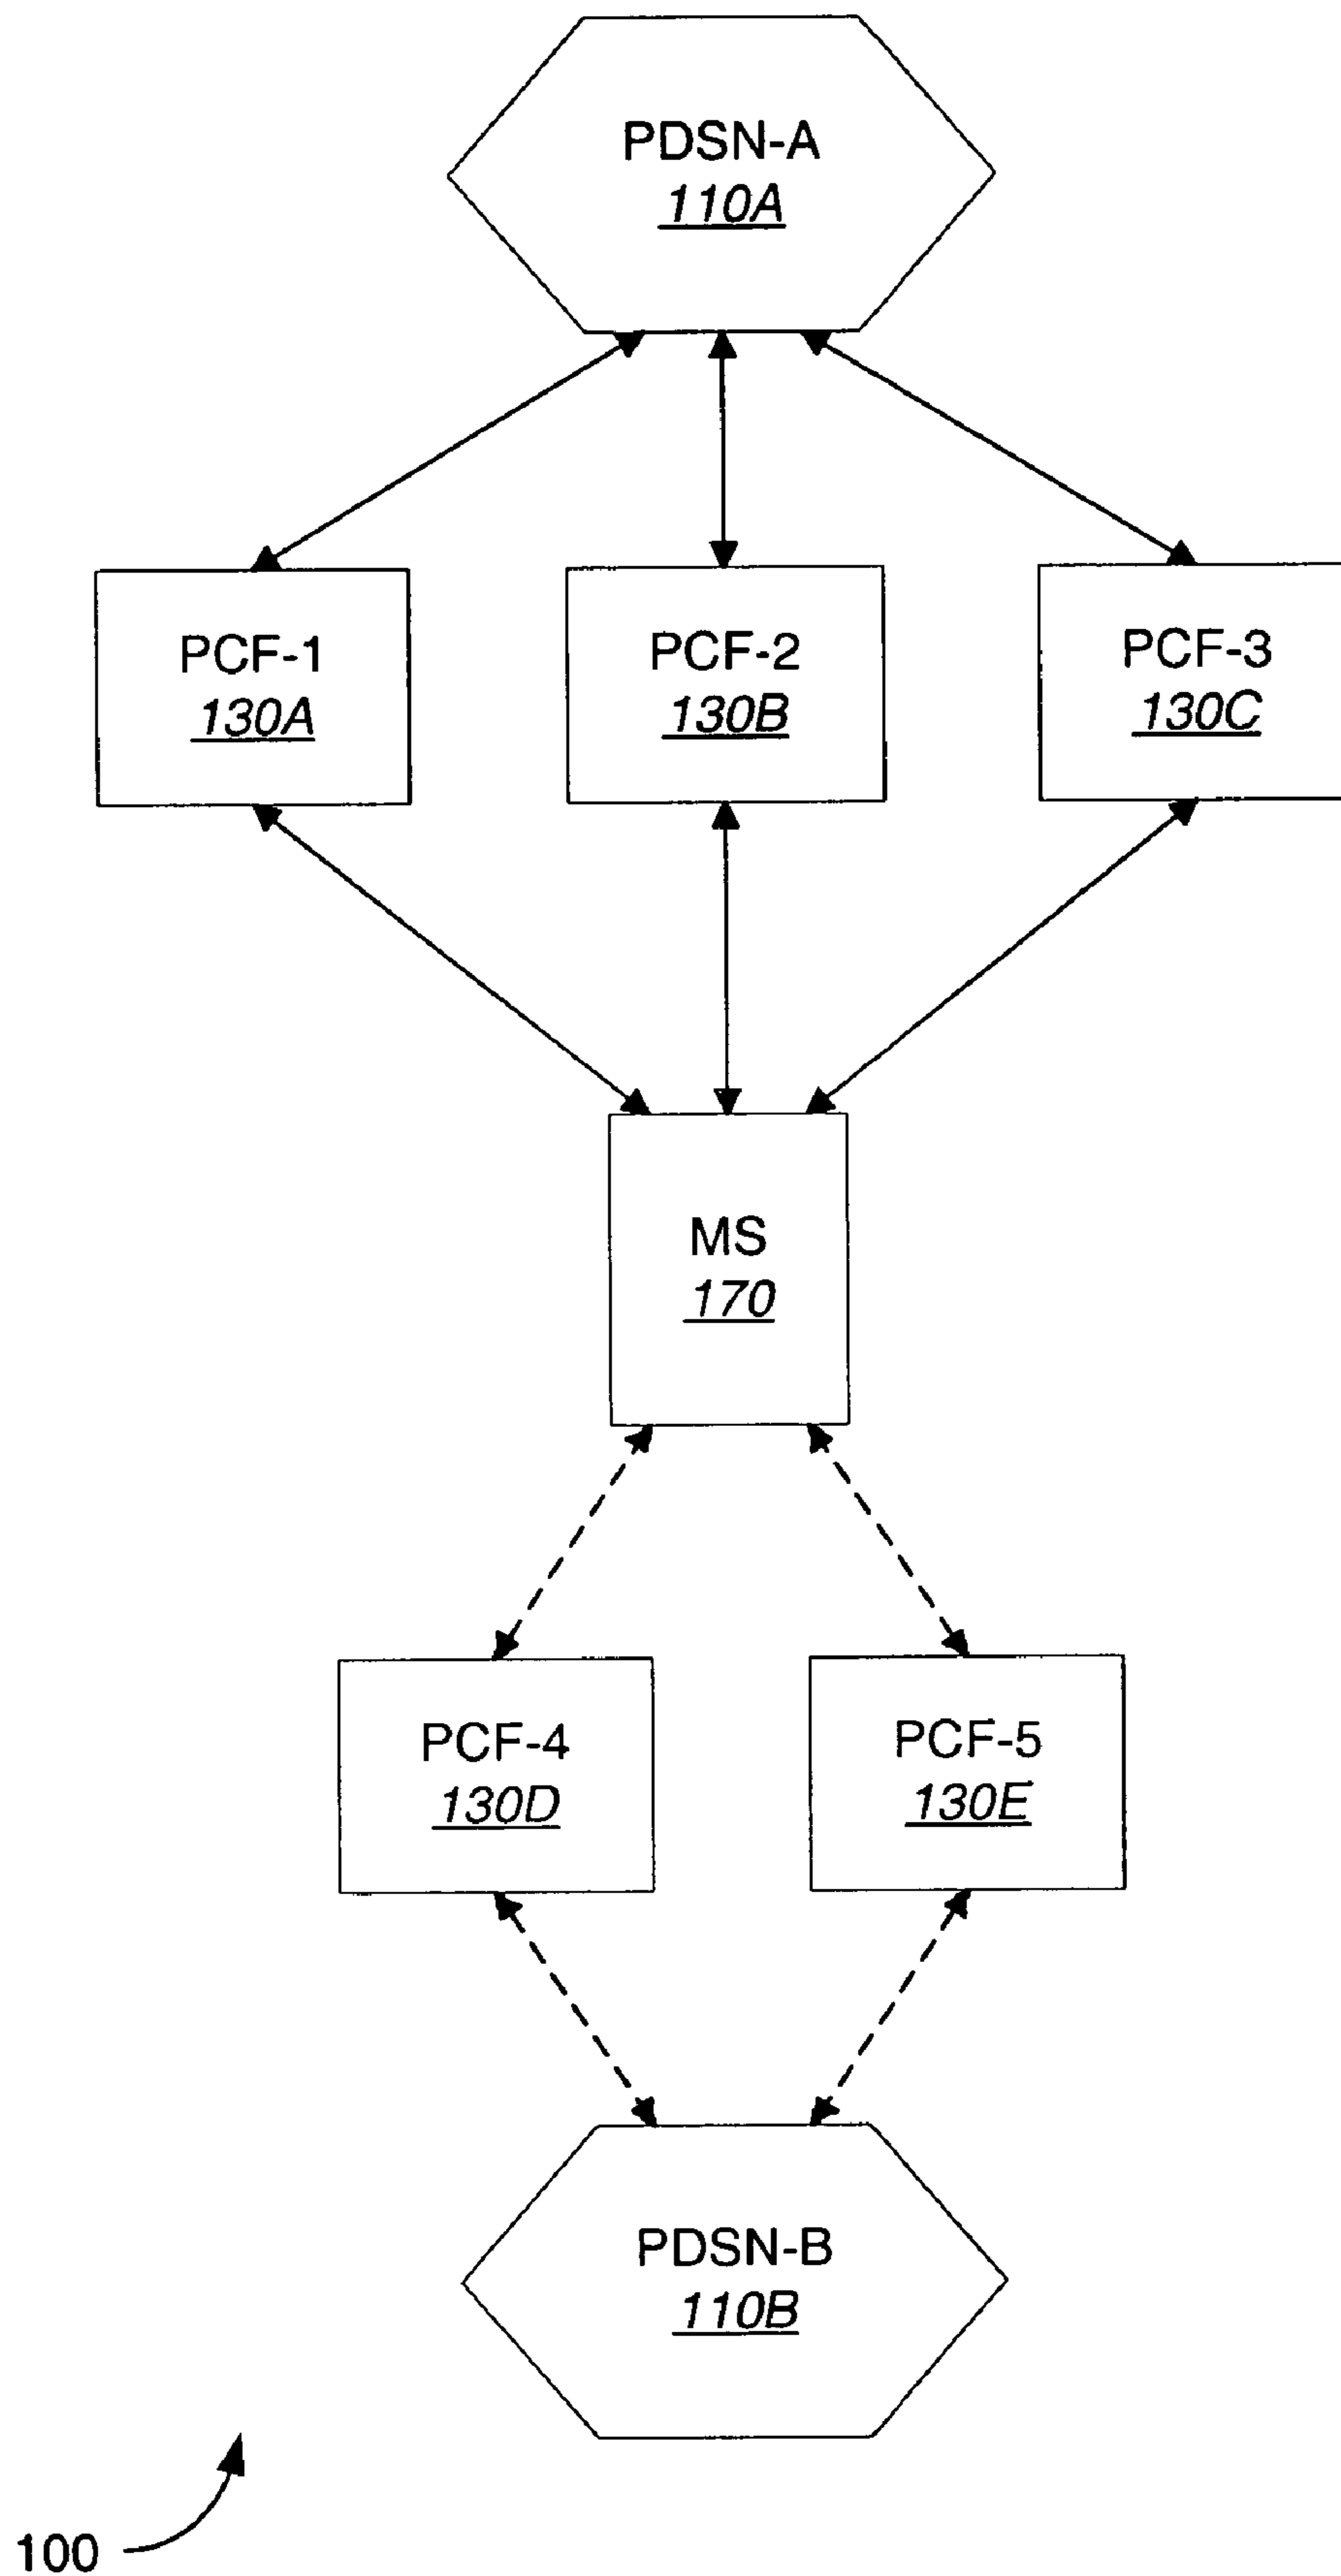 PDSN-A
110A
PCF-1
130A
PCF-2
130B
PCF-3
130C
MS
170
PCF-4
130D
PCF-5
130E
PDSN-B
110B
100